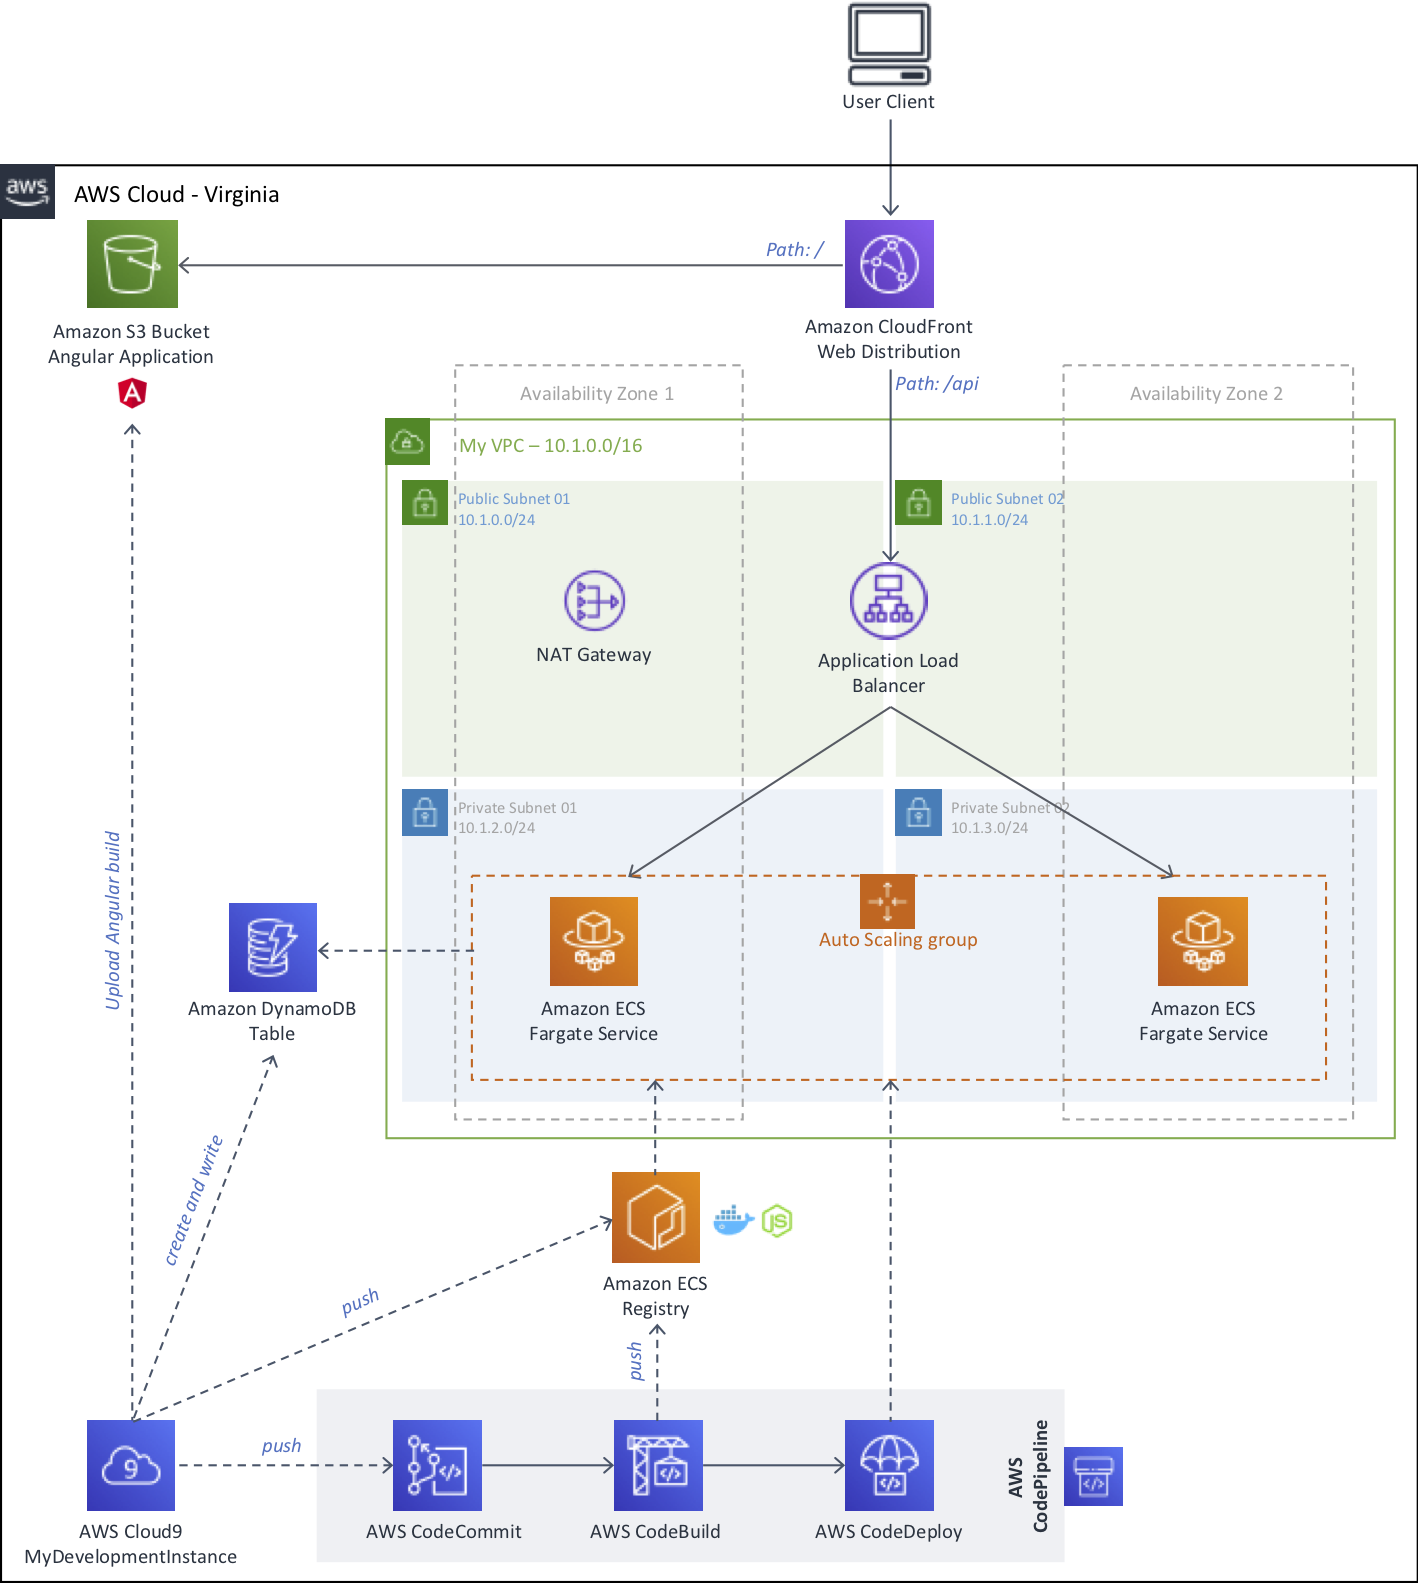 User Client
aws
AWS Cloud - Virginia
Path: /
Amazon S3 Bucket
Angular Application
A
Amazon CloudFront
Web Distribution
Path: /api
Availability Zone 1
Availability Zone 2
My VPC – 10.1.0.0/16
Public Subnet 01
10.1.0.0/24
Public Subnet 02
10.1.1.0/24
NAT Gateway
Application Load
Balancer
Private Subnet 01
10.1.2.0/24
Private Subnet 02
10.1.3.0/24
Auto Scaling group
Upload Angular build
Amazon DynamoDB
Table
Amazon ECS
Fargate Service
Amazon ECS
Fargate Service
create and write
push
JS
Amazon ECS
Registry
push
push
9
</>
</>
</>
</>
AWS
CodePipeline
AWS Cloud9
MyDevelopmentInstance
AWS CodeCommit
AWS CodeBuild
AWS CodeDeploy